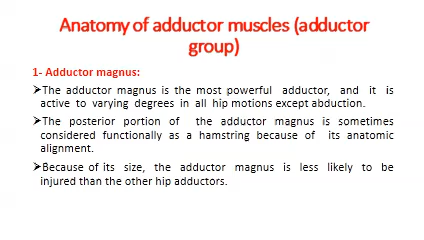 Anatomy of adductor muscles (adductor
group)
1- Adductor magnus:
➢The adductor magnus is the most powerful adductor, and it is
active to varying degrees in all hip motions except abduction.
➢The posterior portion of the adductor magnus is sometimes
considered functionally as a hamstring because of its anatomic
alignment.
➢Because of its size, the adductor magnus is less likely to be
injured than the other hip adductors.